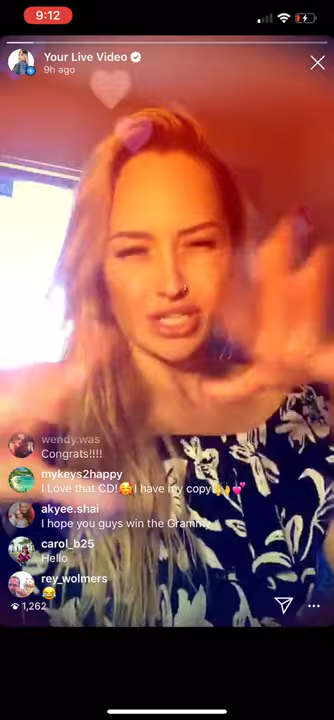 9:12
Your Live Video
9h ago
wendy.was
Congrats!!!!
mykeys2happy
I Love that CD!🥰I have my copy🙌💕
akyee.shai
I hope you guys win the Grammy
carol_b25
Hello
rey_wolmers
😂
1,262